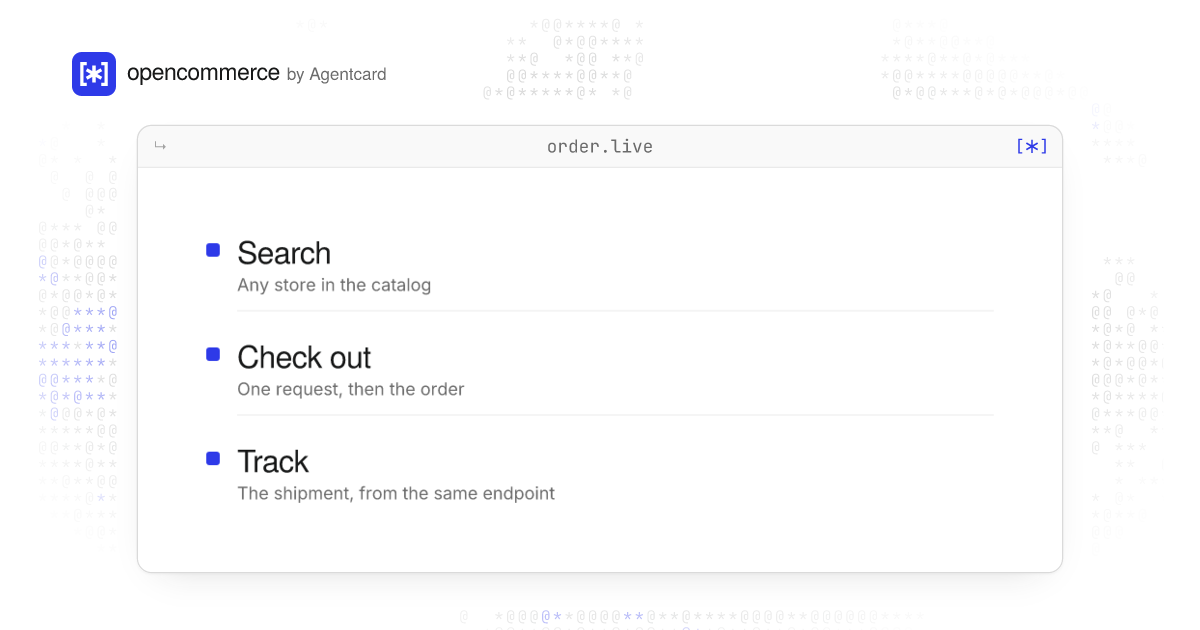 [*] opencommerce by Agentcard
↳ order.live [*]
Search
Any store in the catalog
Check out
One request, then the order
Track
The shipment, from the same endpoint